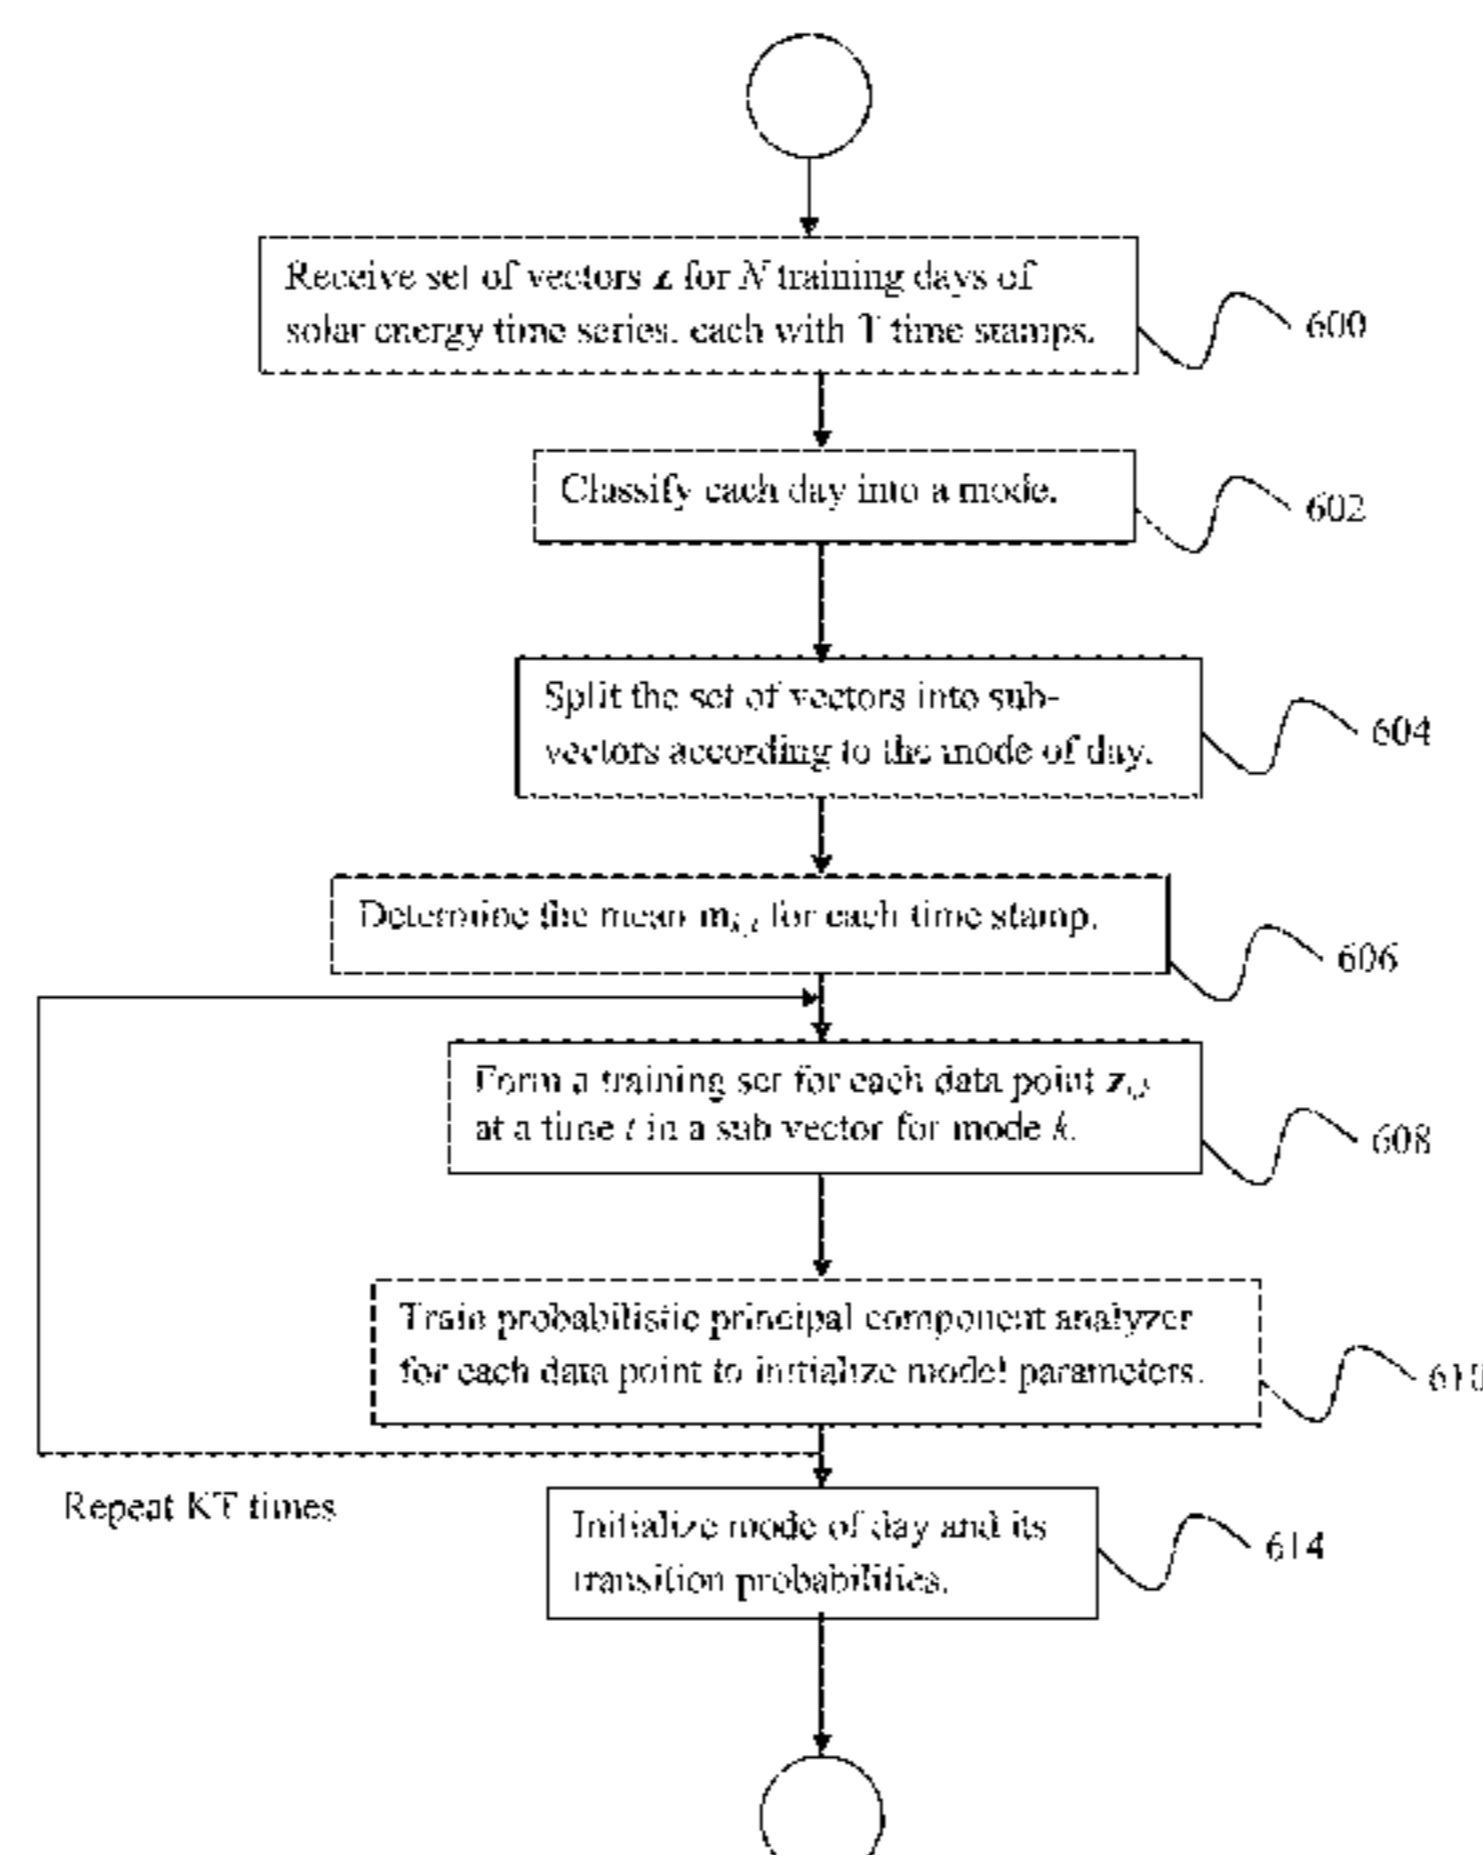 Receive set of vectors z for N training days of
solar energy time series, each with T time stamps.
600
Classify each day into a mode.
602
Split the set of vectors into sub-
vectors according to the mode of day.
604
Determine the mean m for each time stamp.
606
Form a training set for each data point z
at a time t in a sub vector for mode k.
608
Train probabilistic principal component analyzer
for each data point to initialize model parameters.
610
Repeat KT times
Initialize mode of day and its
transition probabilities.
614